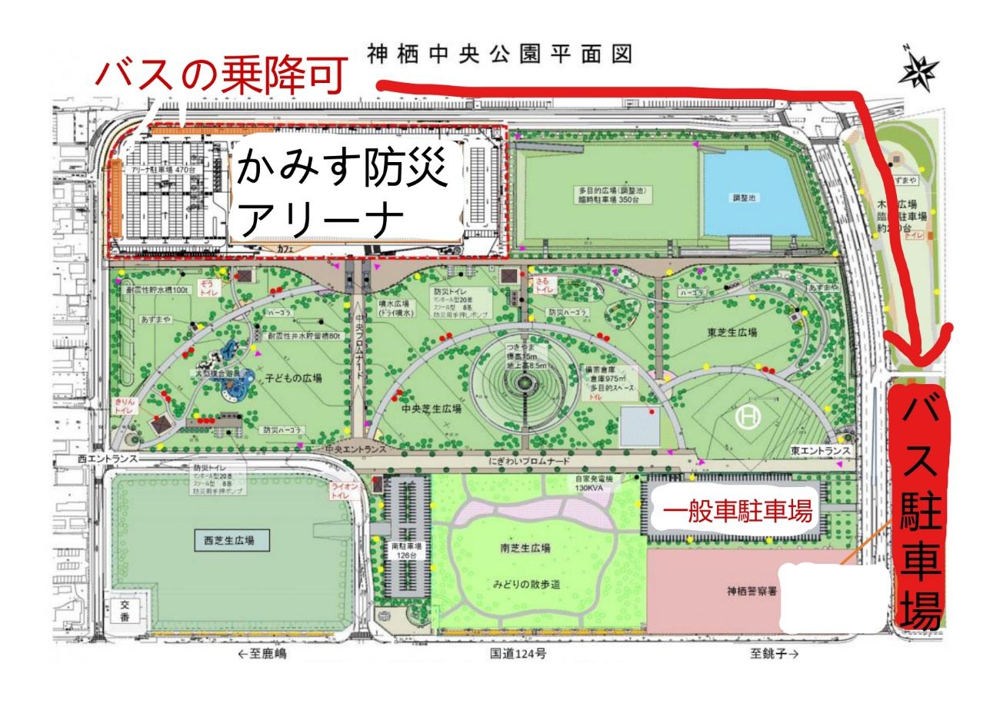 神栖中央公園平面図
バスの乗降可
N
かみす防災
アリーナ
アリーナ駐車場 470台
カフェ
多目的広場(調整池)
臨時駐車場 350台
調整池
ずまや
木
広場
臨
駐車場
約2
0台
トイレ
耐震性貯水槽100t
ぞう
トイレ
あずまや
パーゴラ
耐震性井水貯留槽80t
大型複合遊具
子どもの広場
きりん
トイレ
防災パーゴラ
中央プロムナード
噴水広場
(ドライ噴水)
防災トイレ
マンホール型20基
スツール型 8基
防災用手押しポンプ
さる
トイレ
防災パーゴラ
パーゴラ
あずまや
東芝生広場
つきやま
標高15m
地上高8.5m
備蓄倉庫
倉庫975㎡
多目的スペース
トイレ
中央芝生広場
H
西エントランス
中央エントランス
にぎわいプロムナード
東エントランス
防災トイレ
マンホール型20基
スツール型 8基
防災用手押ポンプ
ライオン
トイレ
自家発電機
130KVA
一般車駐車場
バス駐車場
西芝生広場
南駐車場
126台
南芝生広場
みどりの散歩道
神栖警察署
交番
←至鹿嶋
国道124号
至銚子→